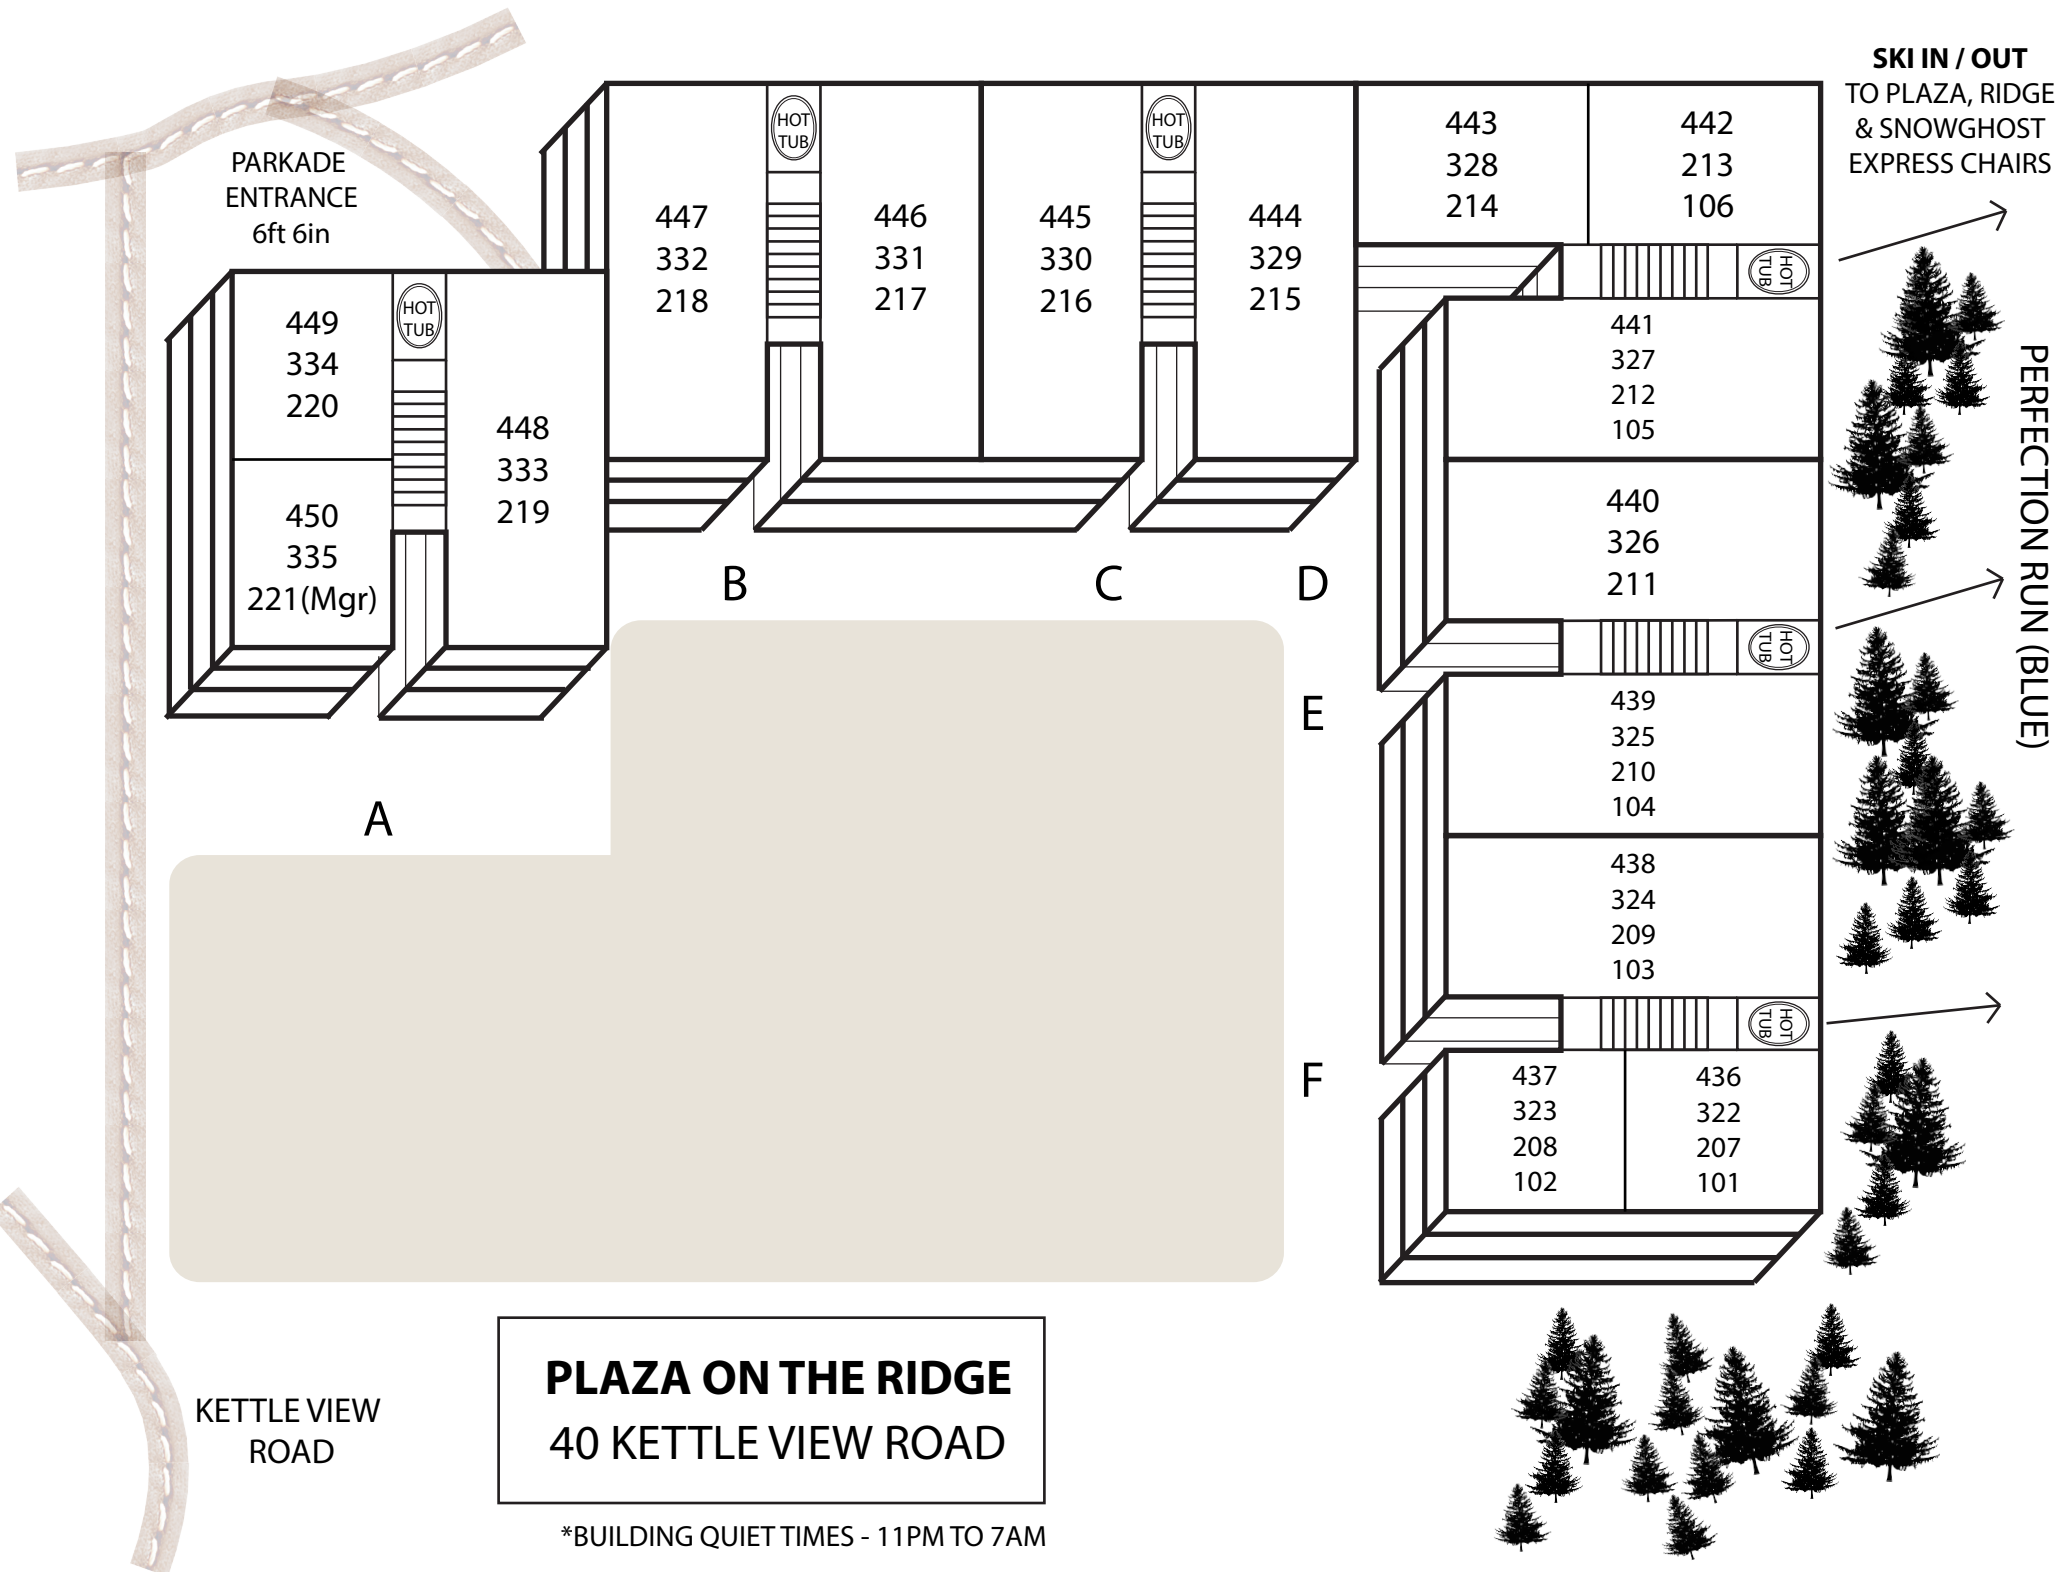 SKI IN / OUT
TO PLAZA, RIDGE
& SNOWGHOST
EXPRESS CHAIRS
PARKADE
ENTRANCE
6ft 6in
HOT
TUB
449
334
220
450
335
221(Mgr)
448
333
219
HOT
TUB
447
332
218
446
331
217
HOT
TUB
445
330
216
444
329
215
443
328
214
442
213
106
HOT
TUB
441
327
212
105
440
326
211
HOT
TUB
439
325
210
104
438
324
209
103
HOT
TUB
437
323
208
102
436
322
207
101
PERFECTION RUN (BLUE)
A
B
C
D
E
F
KETTLE VIEW
ROAD
PLAZA ON THE RIDGE
40 KETTLE VIEW ROAD
*BUILDING QUIET TIMES - 11PM TO 7AM